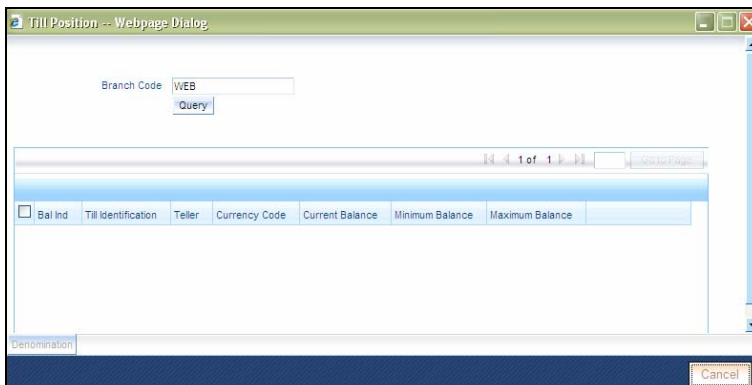 Till Position -- Webpage Dialog
Branch Code WEB
Query
1 of 1 Go to Page
Bal Ind Till Identification Teller Currency Code Current Balance Minimum Balance Maximum Balance
Denomination
Cancel